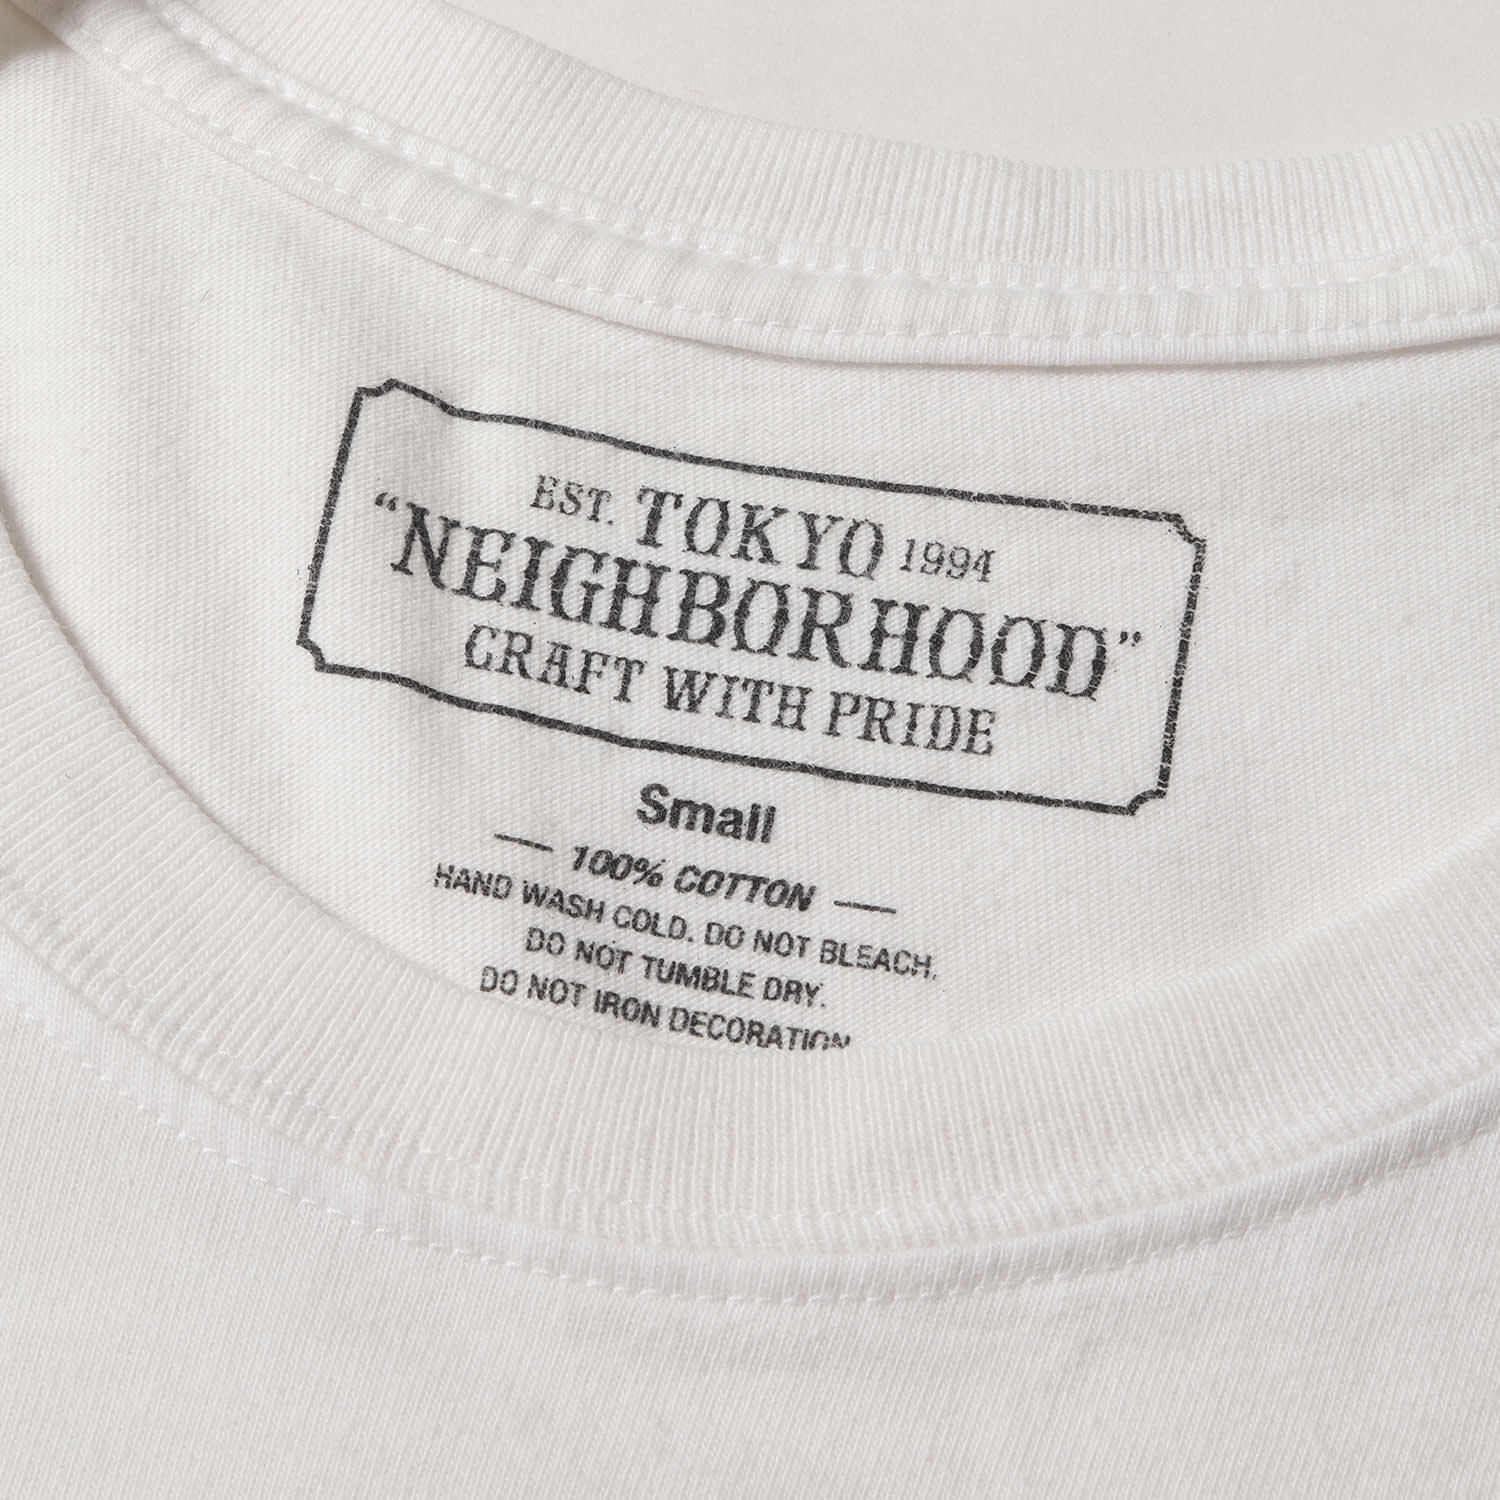 EST. TOKYO 1994
“NEIGHBORHOOD”
CRAFT WITH PRIDE
Small
— 100% COTTON —
HAND WASH COLD. DO NOT BLEACH.
DO NOT TUMBLE DRY.
DO NOT IRON DECORATION